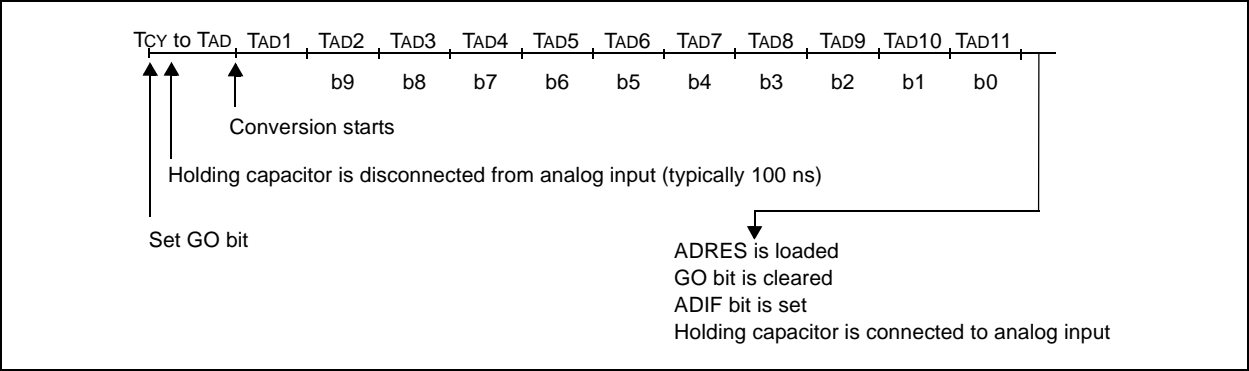 TCY to TAD TAD1 TAD2 TAD3 TAD4 TAD5 TAD6 TAD7 TAD8 TAD9 TAD10 TAD11
b9 b8 b7 b6 b5 b4 b3 b2 b1 b0
Conversion starts
Holding capacitor is disconnected from analog input (typically 100 ns)
Set GO bit
ADRES is loaded
GO bit is cleared
ADIF bit is set
Holding capacitor is connected to analog input